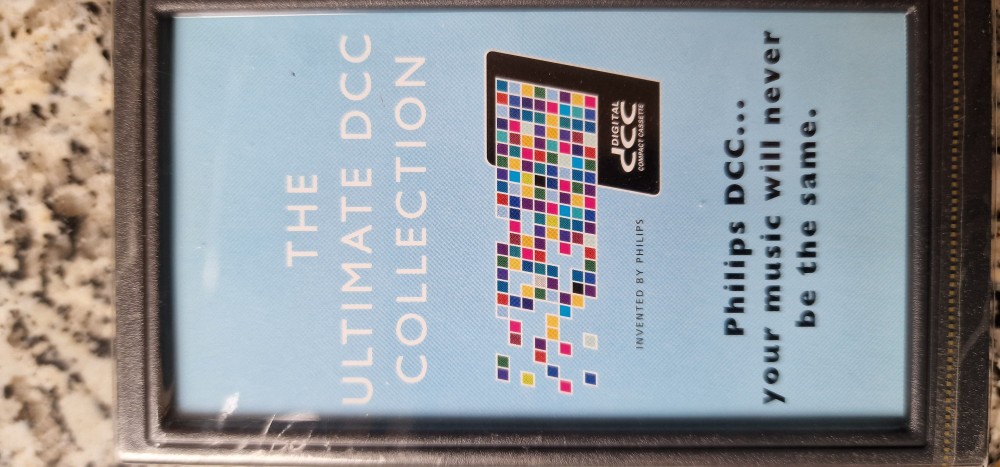 THE
ULTIMATE DCC
COLLECTION
DIGITAL
dcc
COMPACT CASSETTE
INVENTED BY PHILIPS
Philips DCC...
your music will never
be the same.